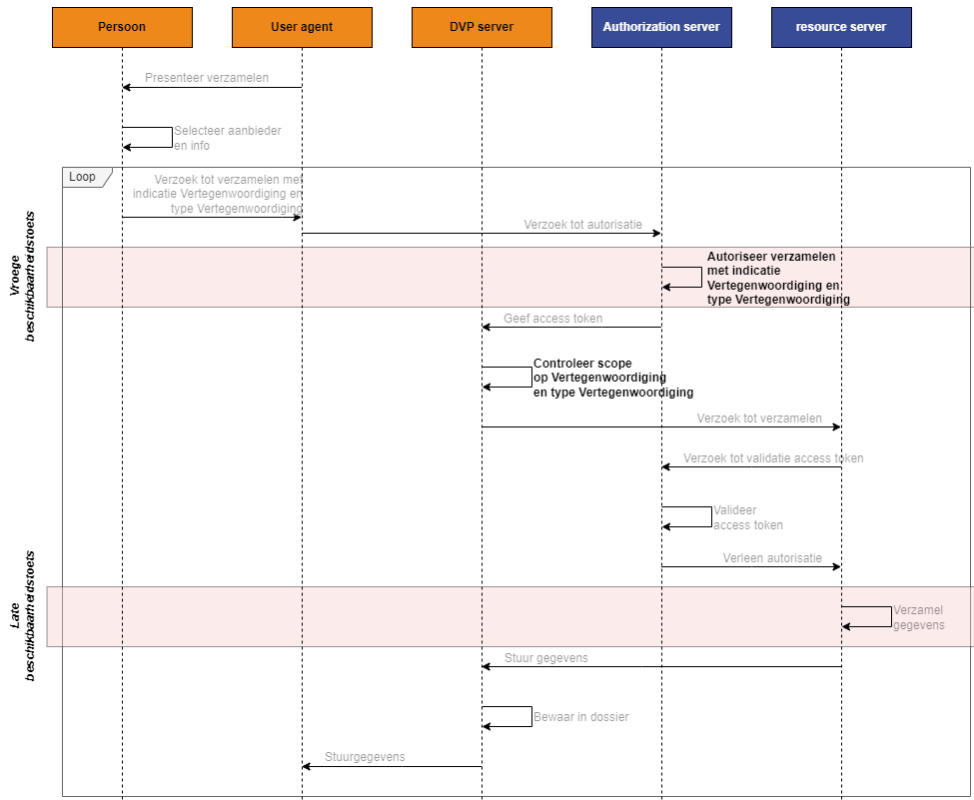 Persoon
User agent
DVP server
Authorization server
resource server
Presenteer verzamelen
Selecteer aanbieder
en info
Loop
Verzoek tot verzamelen met
indicatie Vertegenwoordiging en
type Vertegenwoordiging
Verzoek tot autorisatie
Vroege
beschikbaarheidstoets
Autoriseer verzamelen
met indicatie
Vertegenwoordiging en
type Vertegenwoordiging
Geef access token
Controleer scope
op Vertegenwoordiging
en type Vertegenwoordiging
Verzoek tot verzamelen
Verzoek tot validatie access token
Valideer
access token
Verleen autorisatie
Late
beschikbaarheidstoets
Verzamel
gegevens
Stuur gegevens
Bewaar in dossier
Stuurgegevens